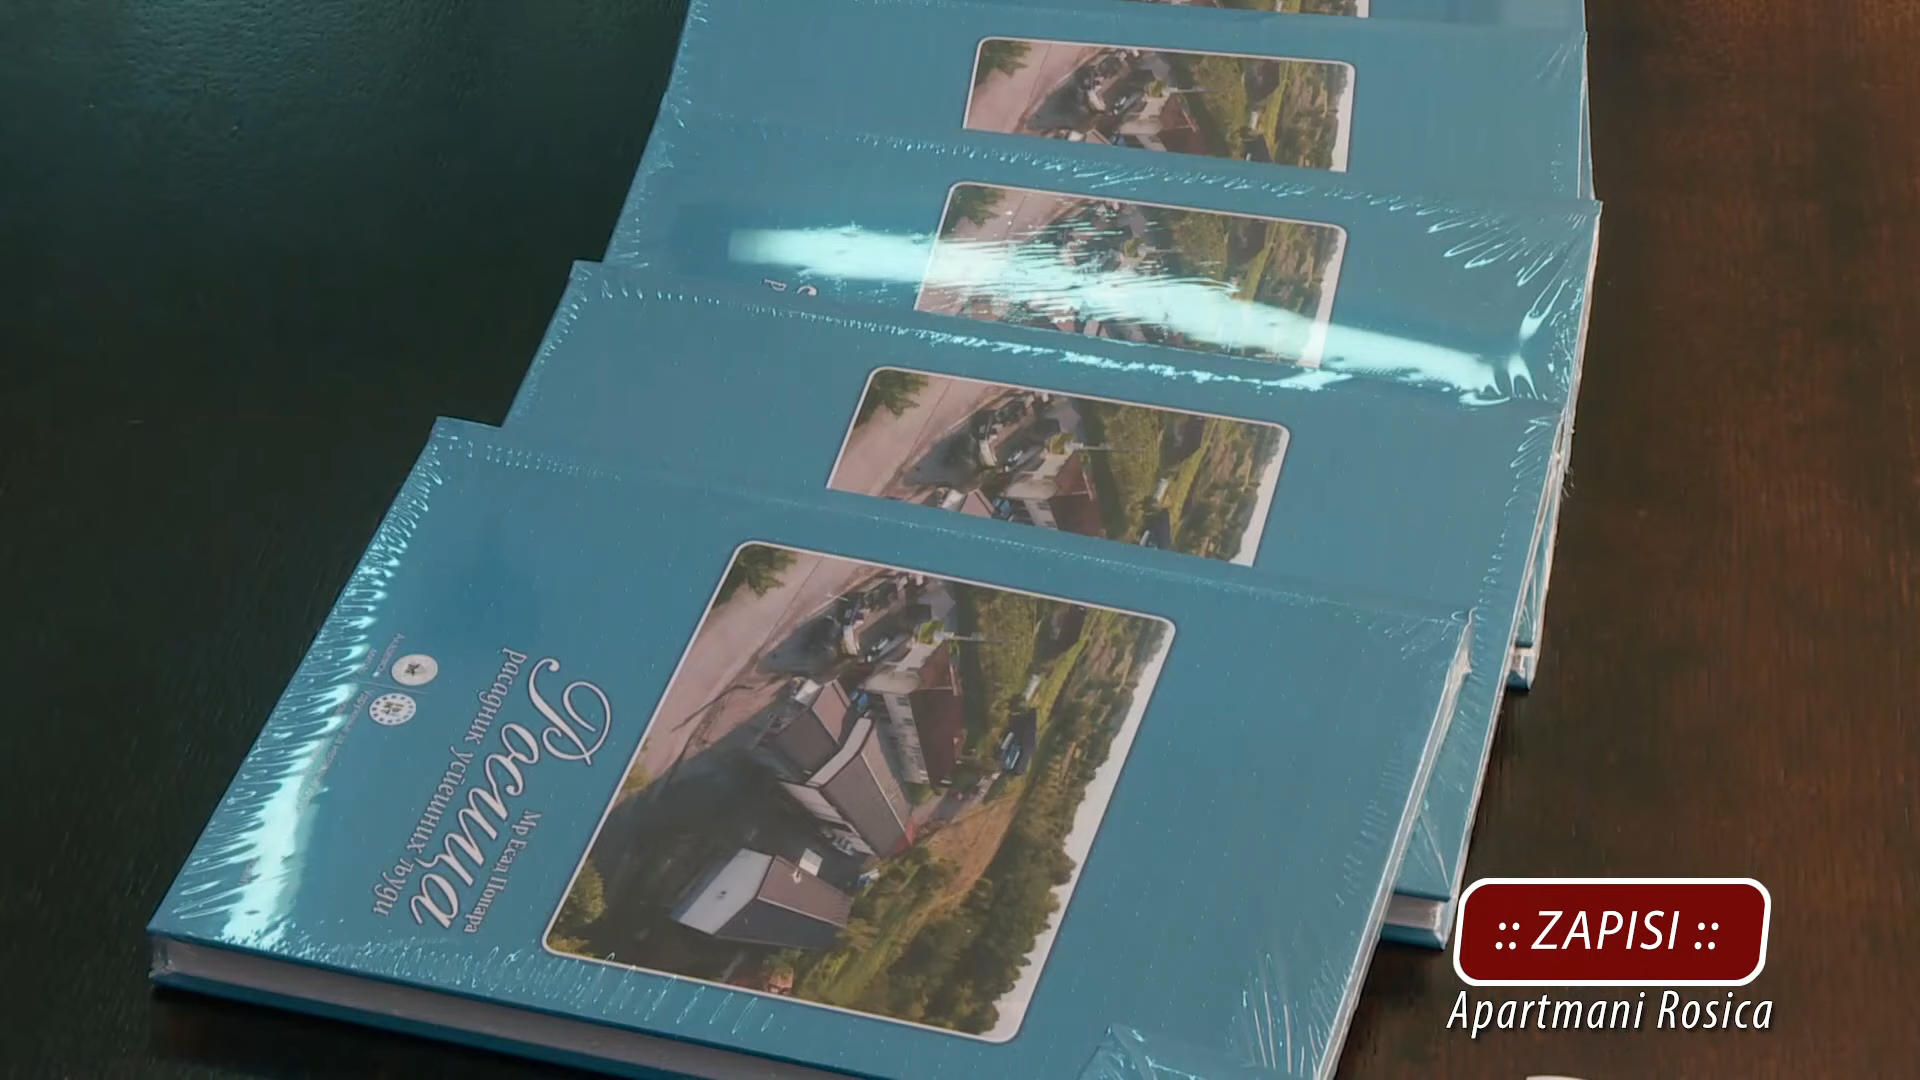 Мр Есад Попара
Росица
расадник успешних људи
:: ZAPISI ::
Apartmani Rosica